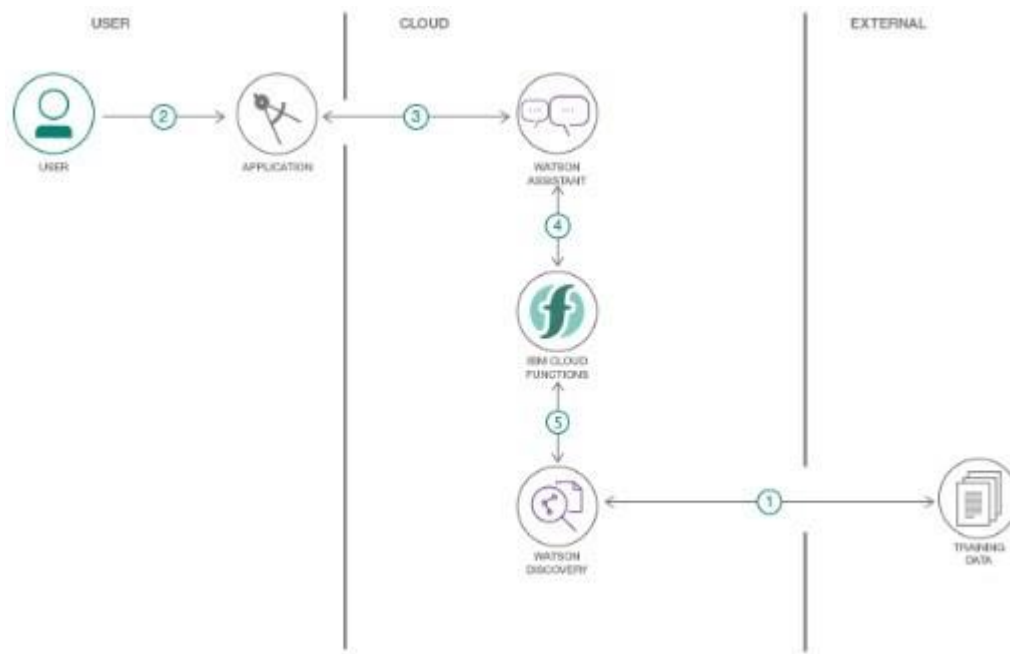 USER
CLOUD
EXTERNAL
2
3
USER
APPLICATION
WATSON
ASSISTANT
4
IBM CLOUD
FUNCTIONS
5
1
WATSON
DISCOVERY
TRAINING
DATA